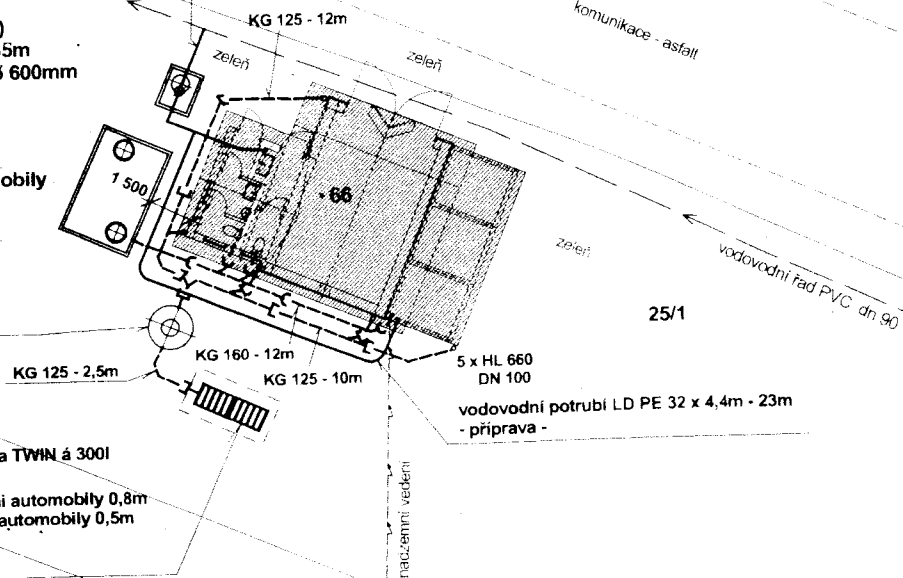 KG 125 - 12m
komunikace - asfalt
)
5m
600mm
zeleň
zeleň
obily
1 500
66
zeleň
vodovodní řad PVC dn 90
25/1
KG 160 - 12m
KG 125 - 10m
KG 125 - 2,5m
5 x HL 660
DN 100
vodovodní potrubí LD PE 32 x 4,4m - 23m
- příprava -
a TWIN á 300l
i automobily 0,8m
automobily 0,5m
nadzemní vedení